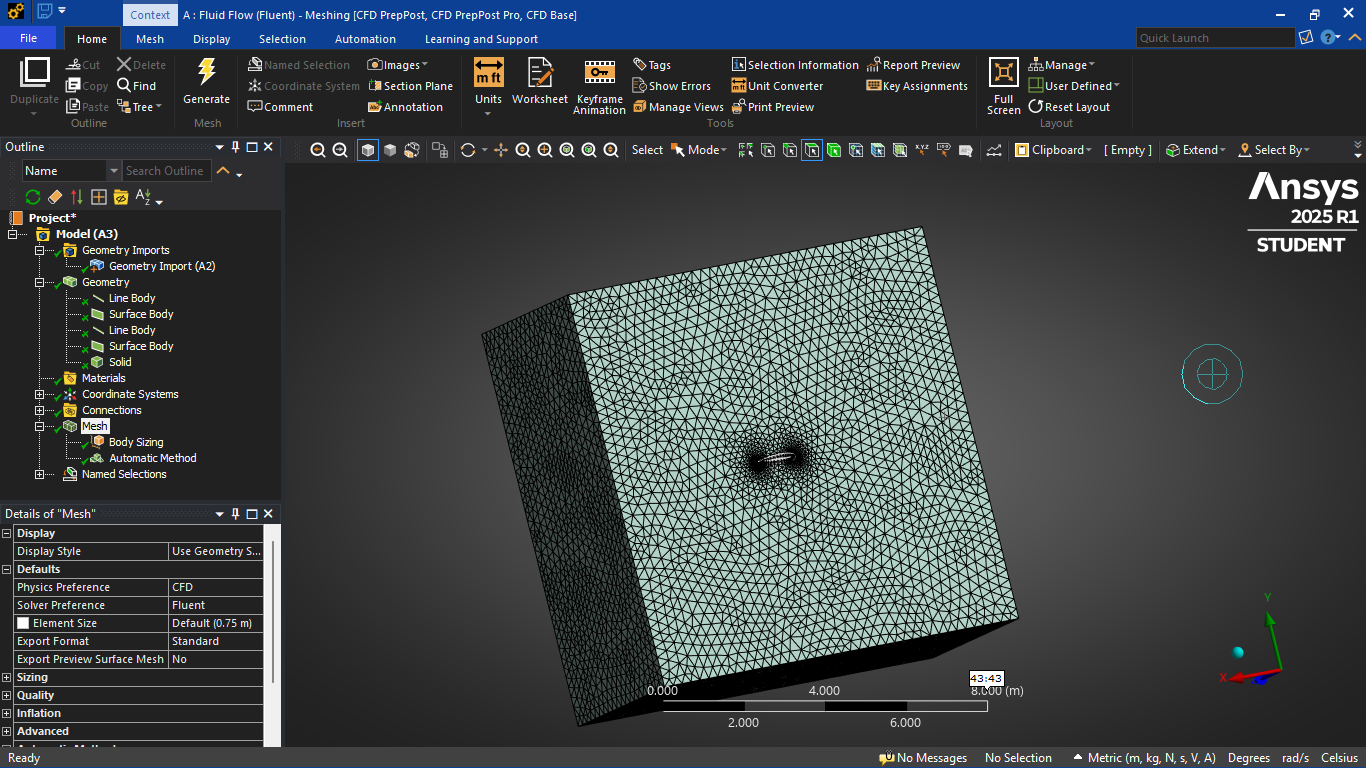 Context
A : Fluid Flow (Fluent) - Meshing [CFD PrepPost, CFD PrepPost Pro, CFD Base]
File Home Mesh Display Selection Automation Learning and Support
Quick Launch
Duplicate
Cut
Copy
Paste
Delete
Find
Tree
Outline
Generate
Mesh
Named Selection
Coordinate System
Comment
Images
Section Plane
Annotation
Insert
m ft
Units
Worksheet
Keyframe
Animation
Tags
Show Errors
Manage Views
Selection Information
Unit Converter
Print Preview
Report Preview
Key Assignments
Tools
Full
Screen
Manage
User Defined
Reset Layout
Layout
Outline
Name
Search Outline
Select
Mode
Clipboard
[ Empty ]
Extend
Select By
Project*
Model (A3)
Geometry Imports
Geometry Import (A2)
Geometry
Line Body
Surface Body
Line Body
Surface Body
Solid
Materials
Coordinate Systems
Connections
Mesh
Body Sizing
Automatic Method
Named Selections
Details of "Mesh"
Display
Display Style Use Geometry S...
Defaults
Physics Preference CFD
Solver Preference Fluent
Element Size Default (0.75 m)
Export Format Standard
Export Preview Surface Mesh No
Sizing
Quality
Inflation
Advanced
Ansys
2025 R1
STUDENT
43:43
0.000 4.000 8.000 (m)
2.000 6.000
Y
X
Ready
No Messages
No Selection
Metric (m, kg, N, s, V, A)
Degrees
rad/s
Celsius